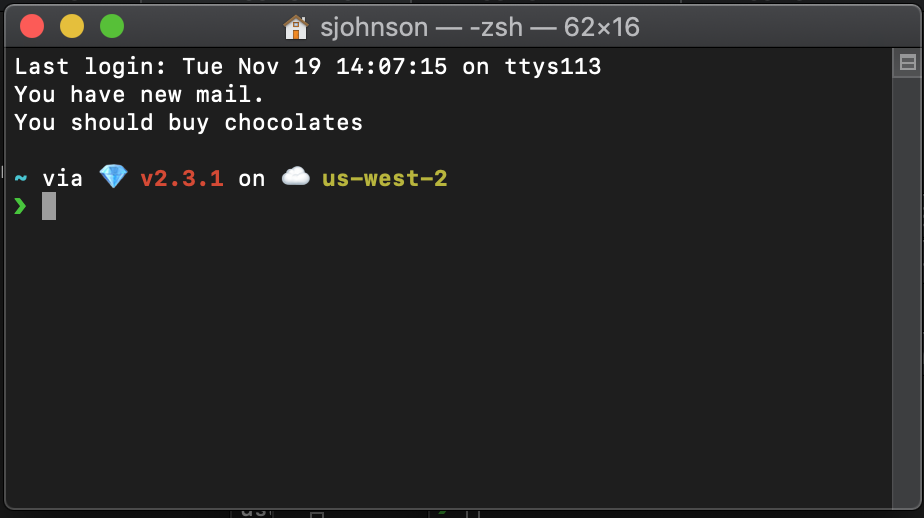 sjohnson — -zsh — 62×16
Last login: Tue Nov 19 14:07:15 on ttys113
You have new mail.
You should buy chocolates
~ via 💎 v2.3.1 on ☁️ us-west-2
❯